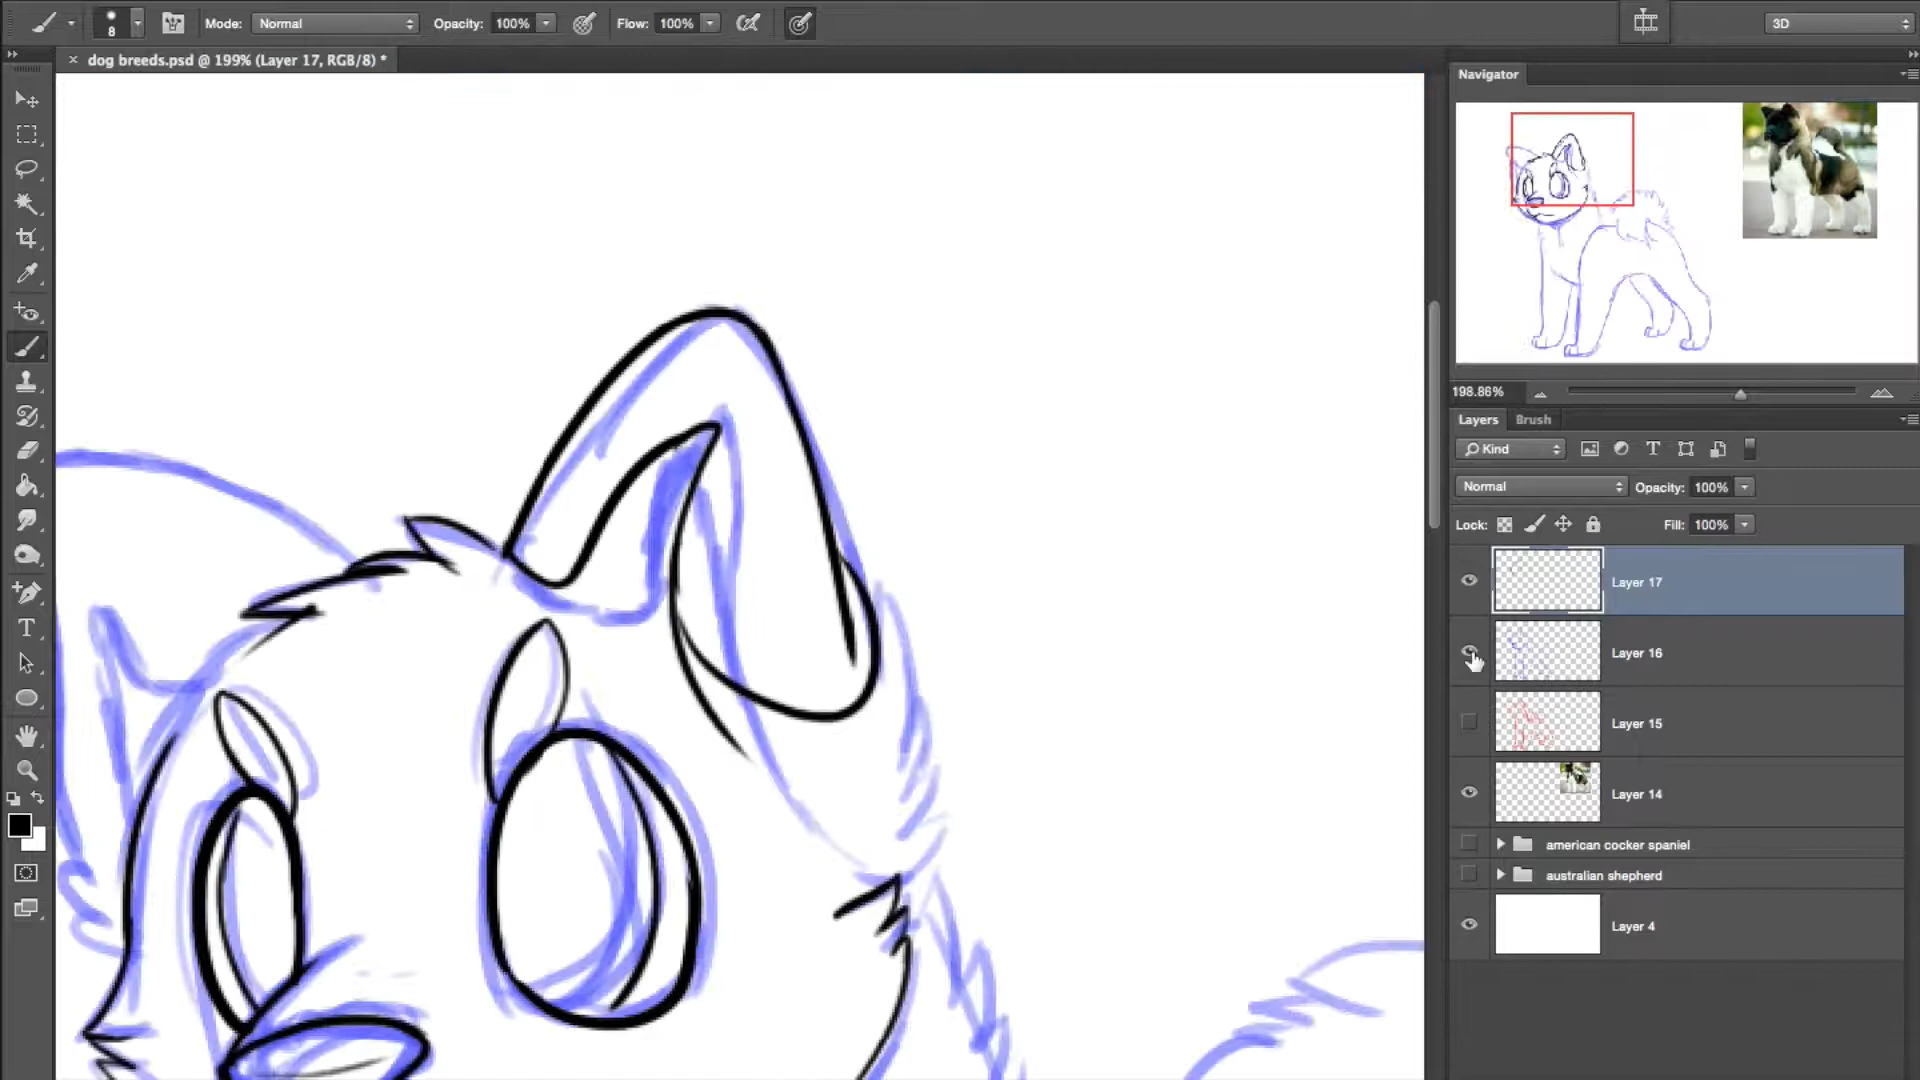 8 Mode: Normal Opacity: 100% Flow: 100% 3D
dog breeds.psd @ 199% (Layer 17, RGB/8) *
Navigator
198.86%
Layers Brush
Kind
Normal Opacity: 100%
Lock: Fill: 100%
Layer 17
Layer 16
Layer 15
Layer 14
american cocker spaniel
australian shepherd
Layer 4